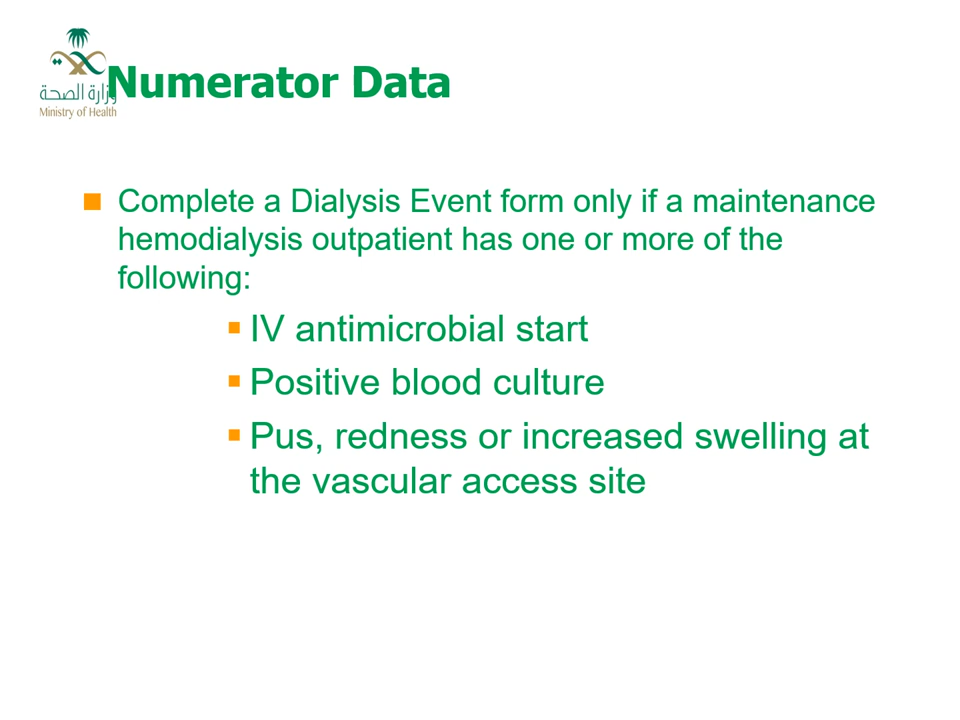 وزارة الصحة
Ministry of Health
Numerator Data
Complete a Dialysis Event form only if a maintenance
hemodialysis outpatient has one or more of the
following:
IV antimicrobial start
Positive blood culture
Pus, redness or increased swelling at
the vascular access site